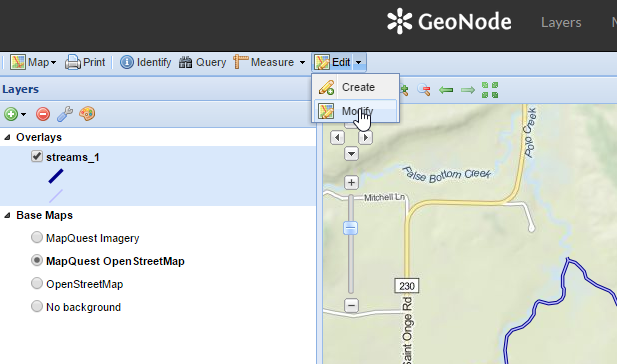 GeoNode
Layers
Map
Print
Identify
Query
Measure
Edit
Layers
Create
Modify
Overlays
streams_1
Base Maps
MapQuest Imagery
MapQuest OpenStreetMap
OpenStreetMap
No background
Polo Creek
False Bottom Creek
Mitchell Ln
230
Saint Onge Rd